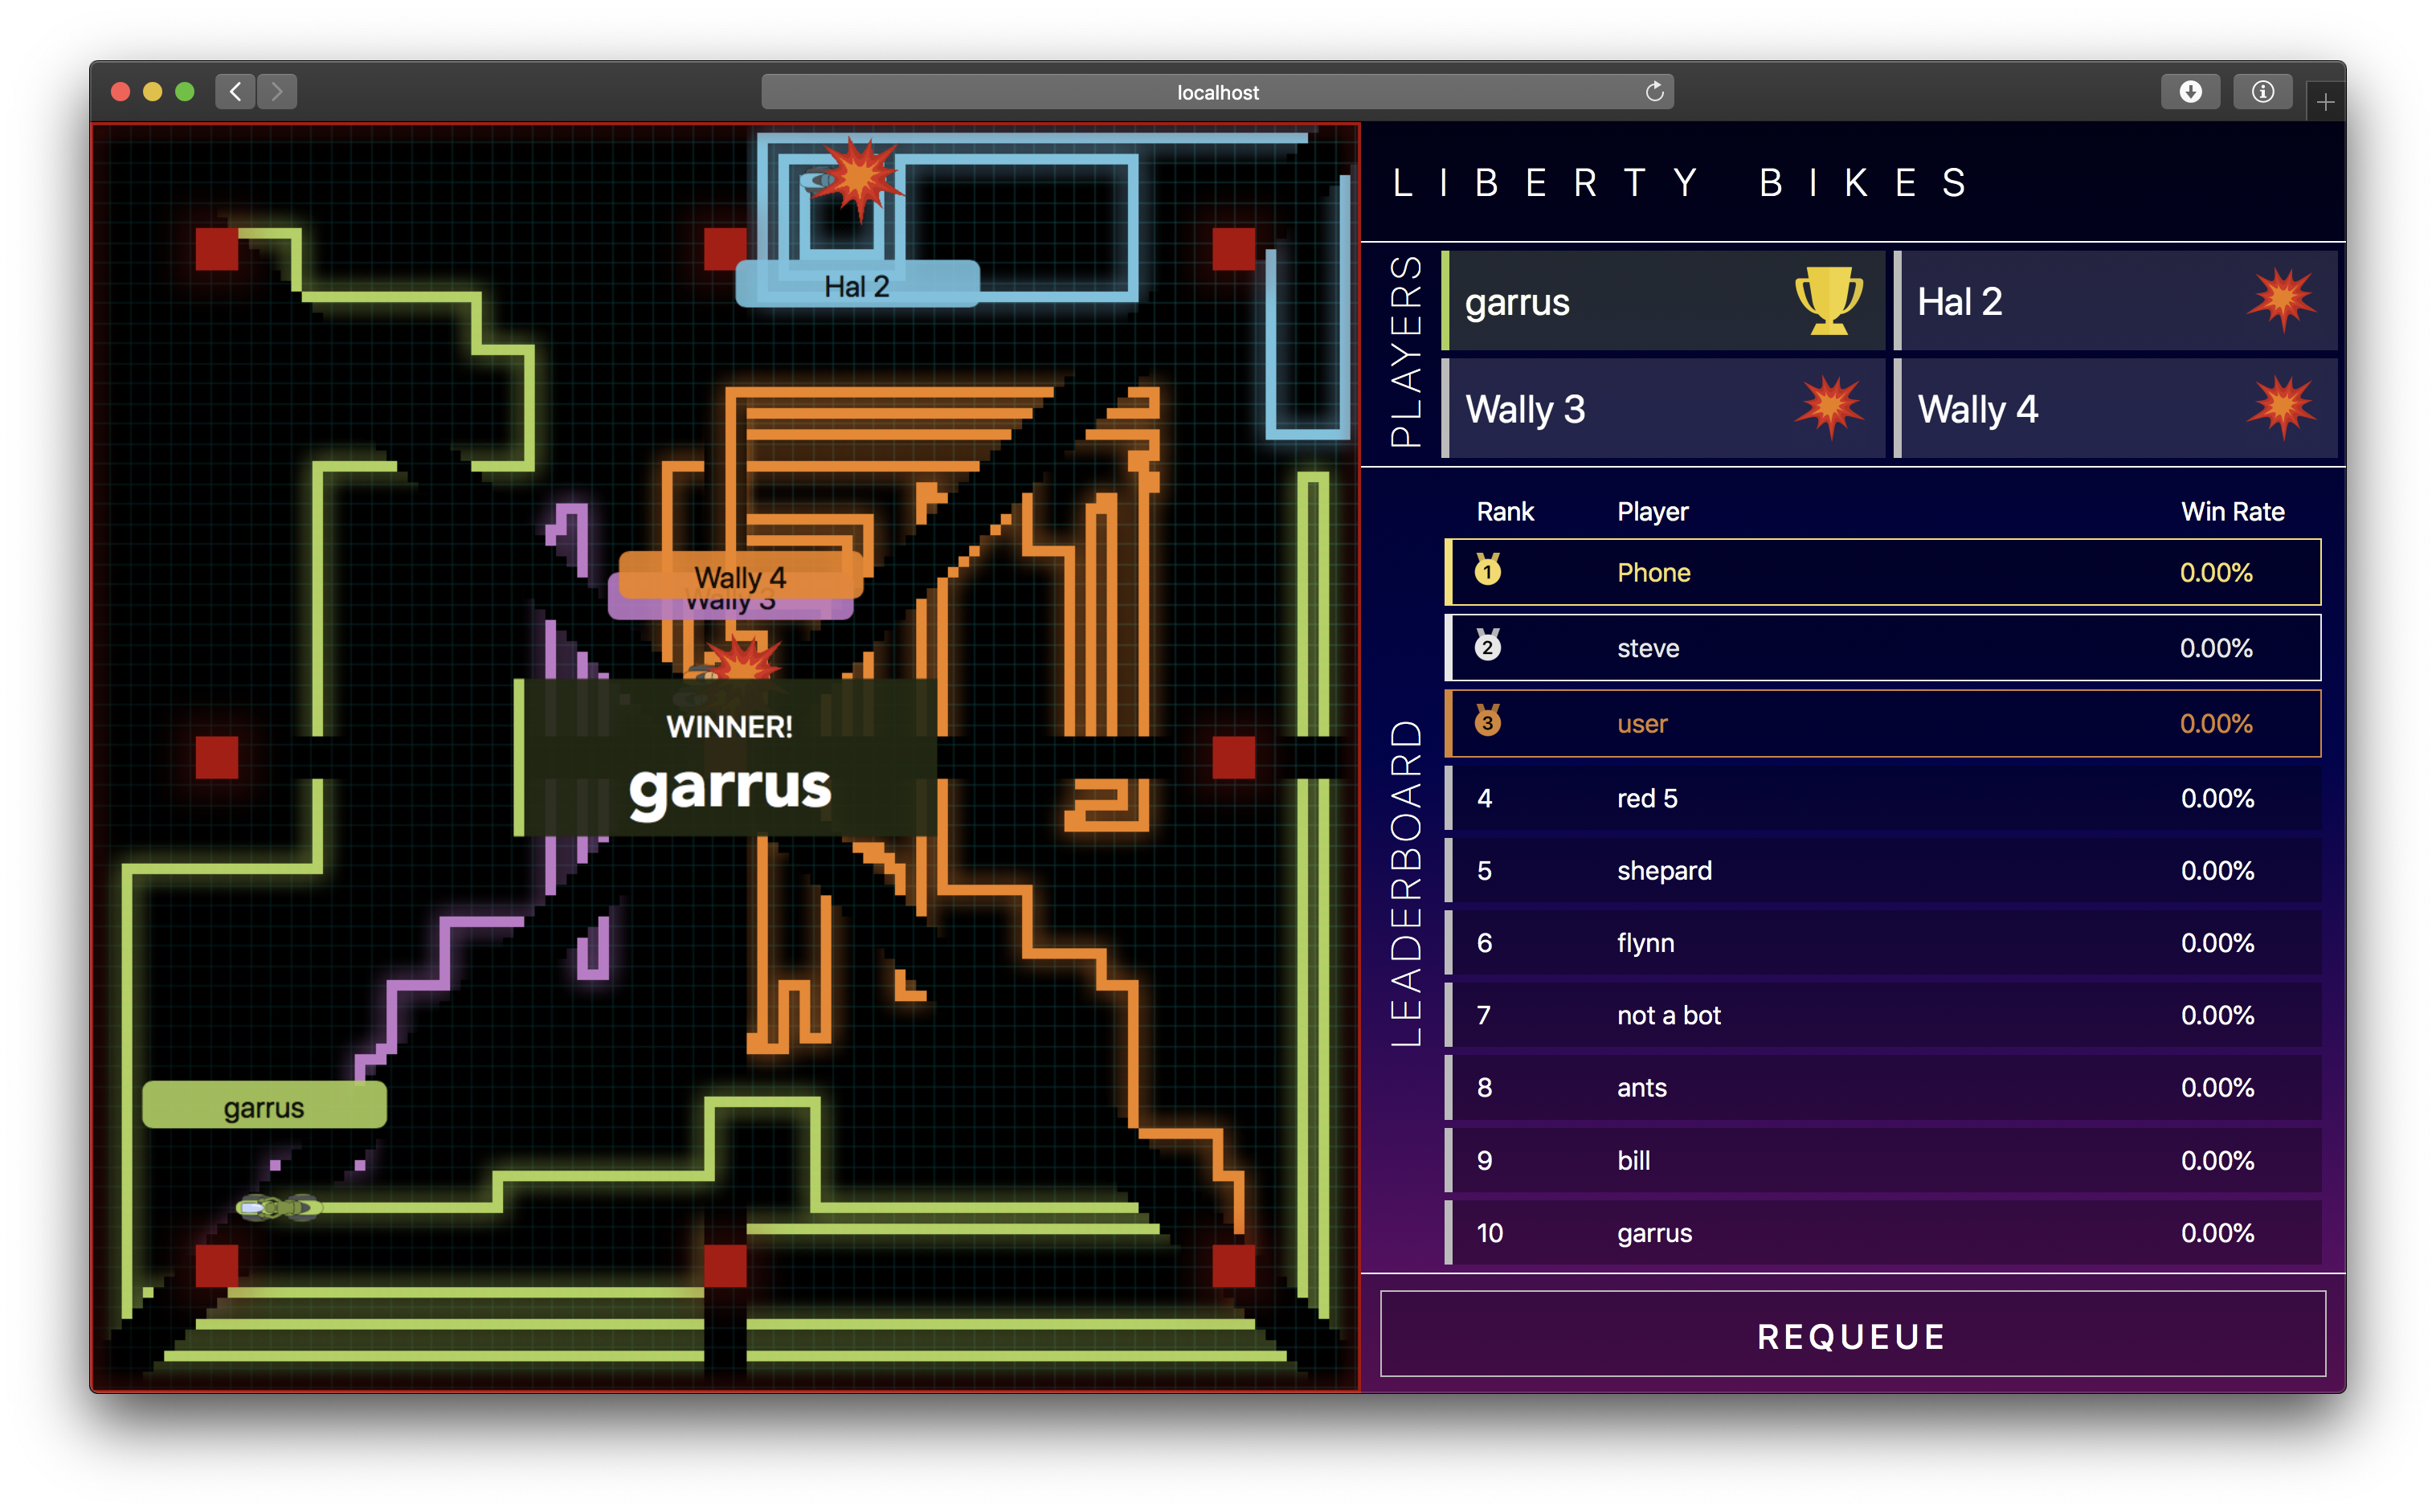 localhost
LIBERTY BIKES
PLAYERS
garrus
Hal 2
Wally 3
Wally 4
Hal 2
Wally 4
Wally 3
WINNER!
garrus
garrus
LEADERBOARD
Rank Player Win Rate
1 Phone 0.00%
2 steve 0.00%
3 user 0.00%
4 red 5 0.00%
5 shepard 0.00%
6 flynn 0.00%
7 not a bot 0.00%
8 ants 0.00%
9 bill 0.00%
10 garrus 0.00%
REQUEUE